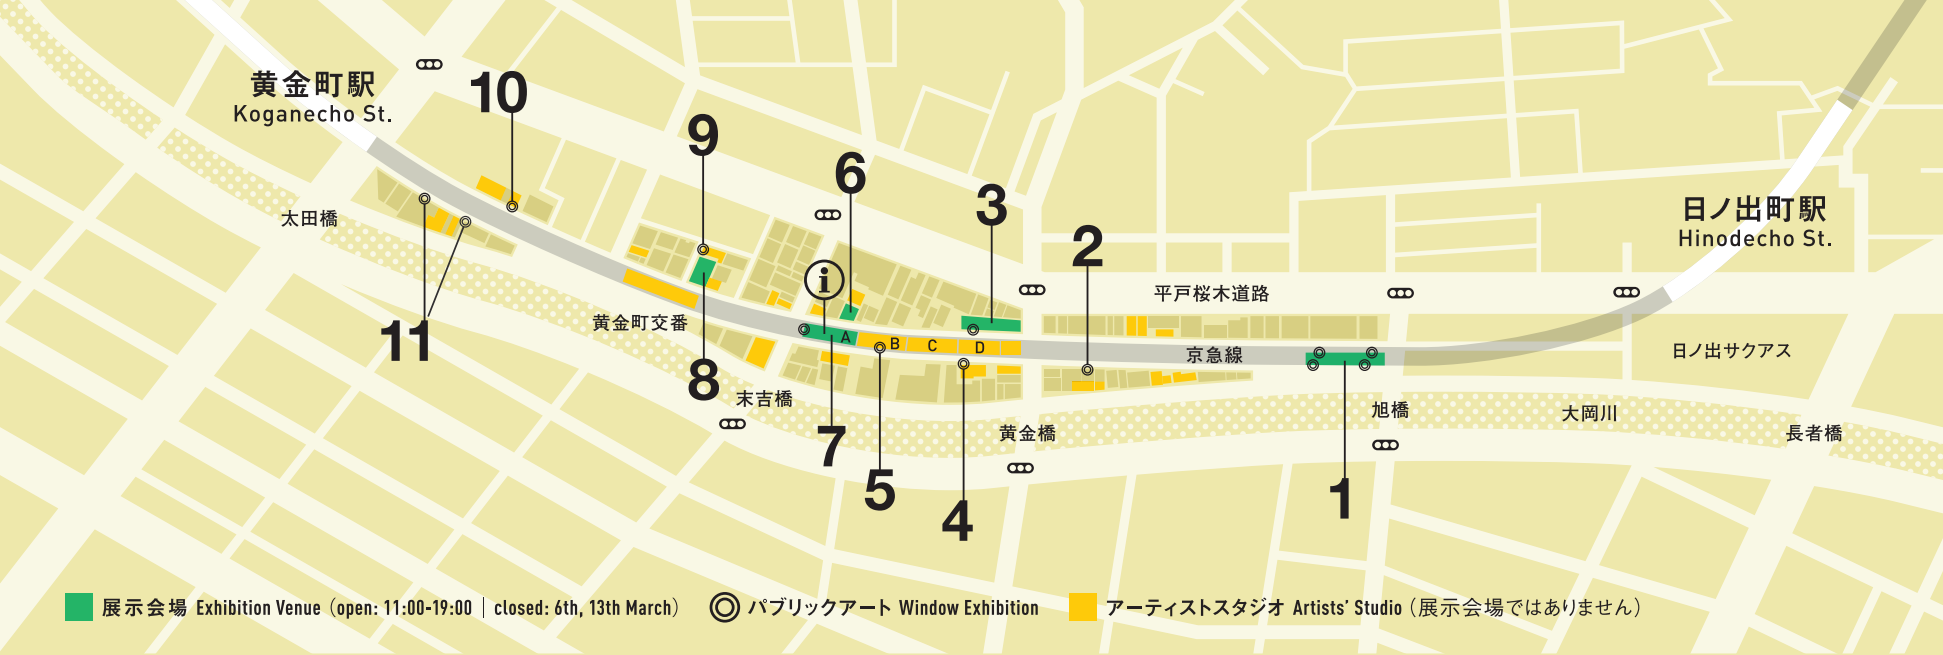 黄金町駅
Koganecho St.
10
9
6
3
2
日ノ出町駅
Hinodecho St.
太田橋
i
平戸桜木道路
黄金町交番
11
8
A
B
C
D
京急線
日ノ出サクアス
末吉橋
7
5
4
黄金橋
旭橋
大岡川
長者橋
1
展示会場 Exhibition Venue（open: 11:00-19:00｜closed: 6th, 13th March）
パブリックアート Window Exhibition
アーティストスタジオ Artists’ Studio（展示会場ではありません）